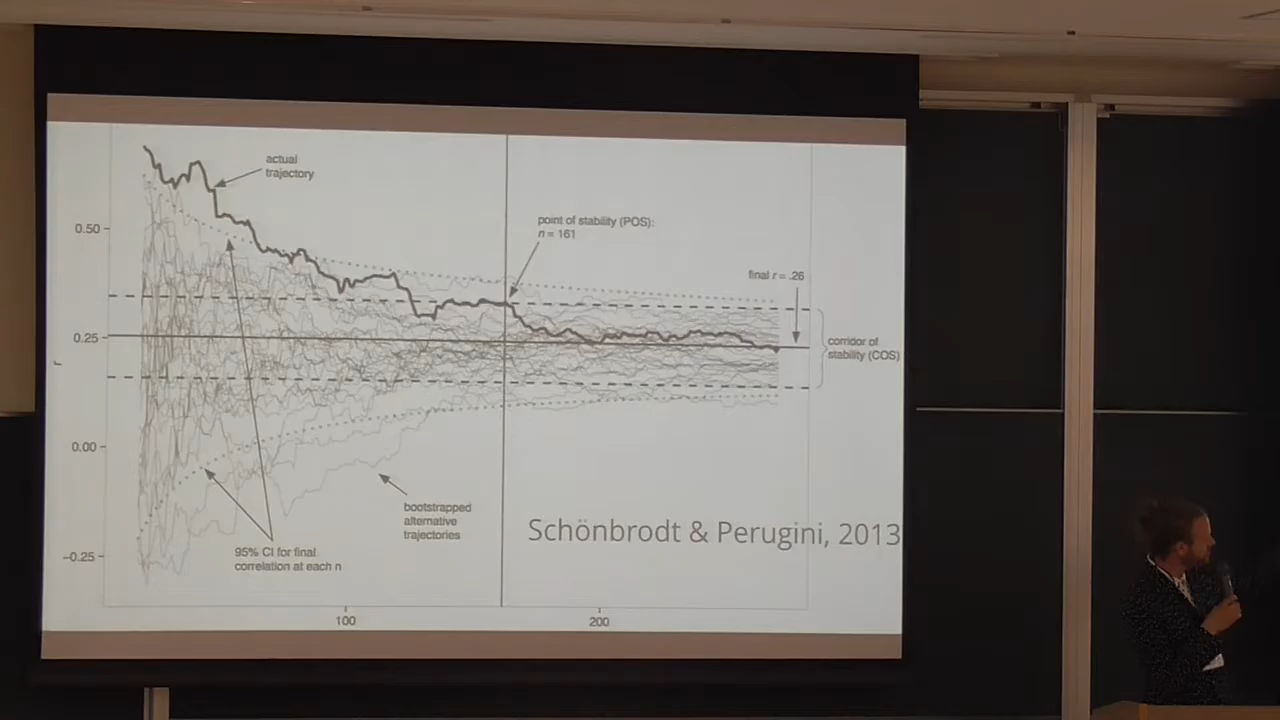 actual
trajectory
0.50
point of stability (POS):
n = 161
final r = .26
0.25
r
corridor of
stability (COS)
0.00
bootstrapped
alternative
trajectories
Schönbrodt & Perugini, 2013
−0.25
95% CI for final
correlation at each n
100
200